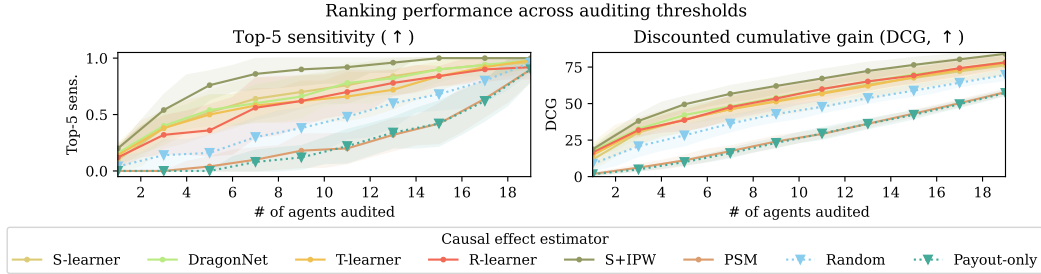 Ranking performance across auditing thresholds
Top-5 sensitivity ( ↑ )
Top-5 sens.
1.0
0.5
0.0
2 4 6 8 10 12 14 16 18
# of agents audited
Discounted cumulative gain (DCG, ↑ )
DCG
75
50
25
0
2 4 6 8 10 12 14 16 18
# of agents audited
Causal effect estimator
S-learner DragonNet T-learner R-learner S+IPW PSM Random Payout-only